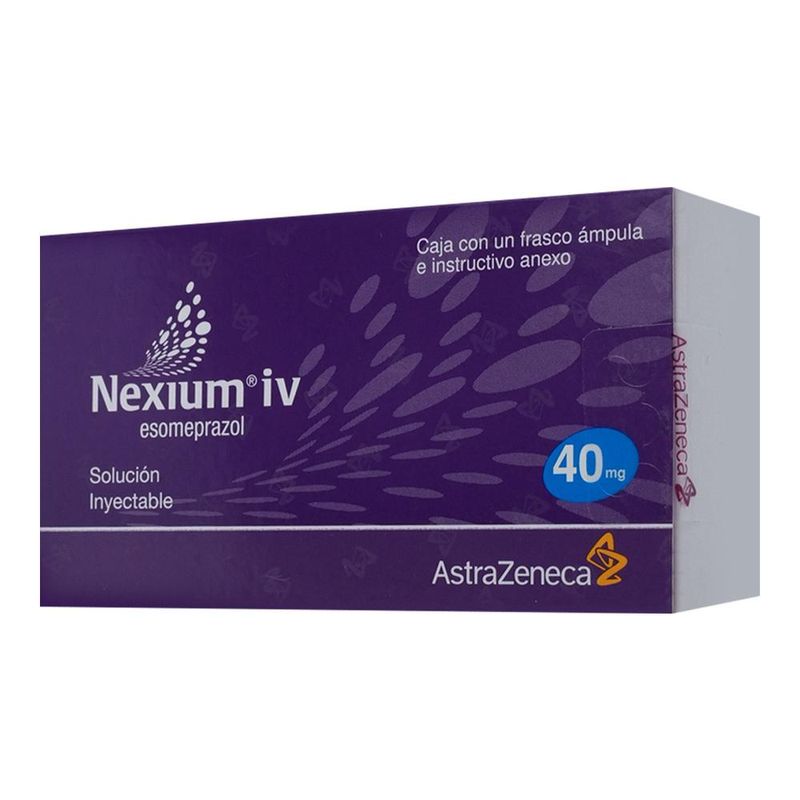 Caja con un frasco ámpula
e instructivo anexo
Nexium® iv
esomeprazol
Solución
Inyectable
40 mg
AstraZeneca
AstraZeneca